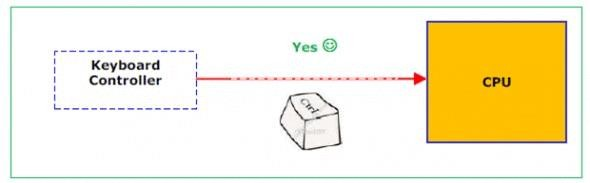 Yes ☺
Keyboard
Controller
CPU
Ctrl